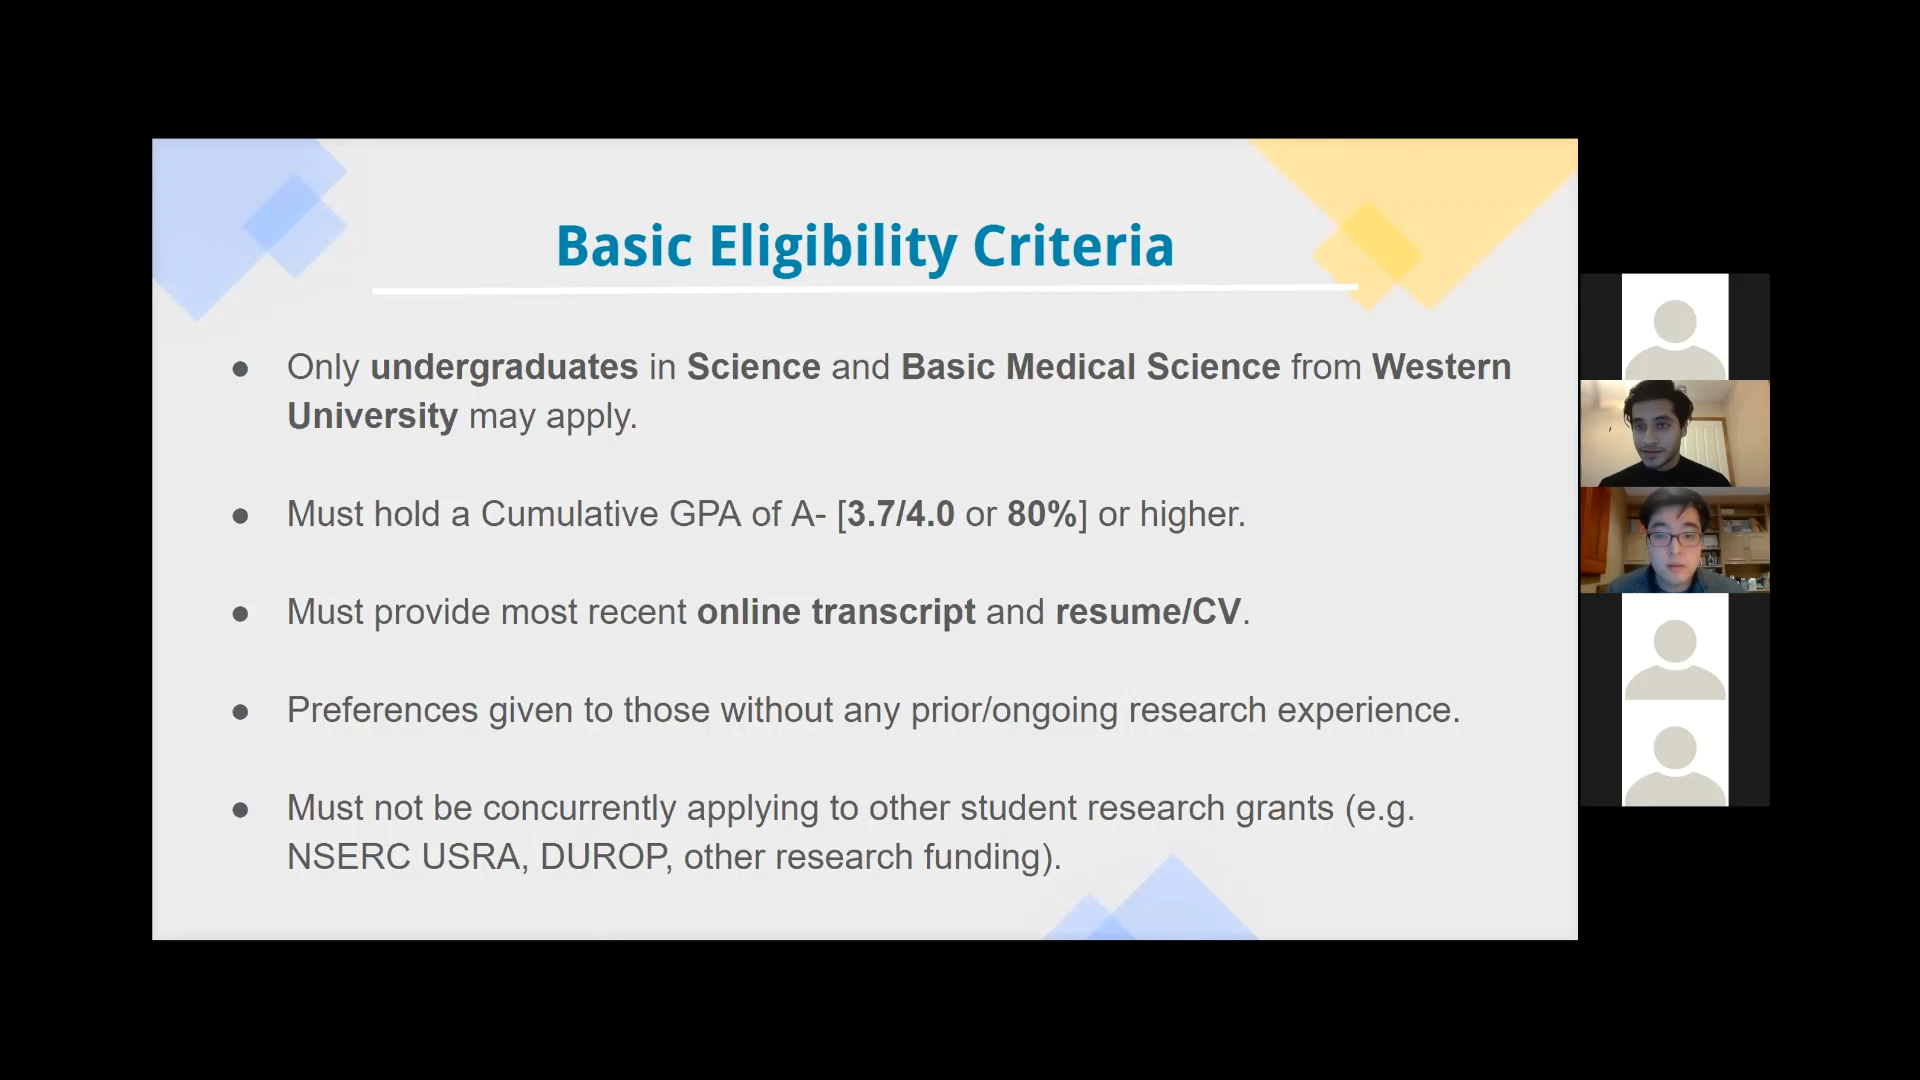 Basic Eligibility Criteria
● Only undergraduates in Science and Basic Medical Science from Western
University may apply.
● Must hold a Cumulative GPA of A- [3.7/4.0 or 80%] or higher.
● Must provide most recent online transcript and resume/CV.
● Preferences given to those without any prior/ongoing research experience.
● Must not be concurrently applying to other student research grants (e.g.
NSERC USRA, DUROP, other research funding).